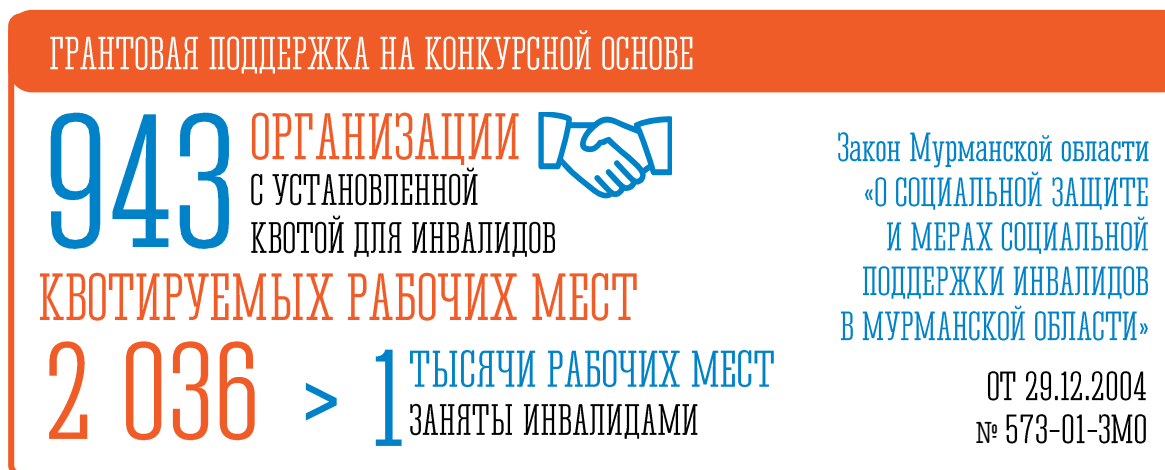 ГРАНТОВАЯ ПОДДЕРЖКА НА КОНКУРСНОЙ ОСНОВЕ
943 ОРГАНИЗАЦИИ
С УСТАНОВЛЕННОЙ
КВОТОЙ ДЛЯ ИНВАЛИДОВ
КВОТИРУЕМЫХ РАБОЧИХ МЕСТ
2 036 > 1 ТЫСЯЧИ РАБОЧИХ МЕСТ
ЗАНЯТЫ ИНВАЛИДАМИ
Закон Мурманской области
«О СОЦИАЛЬНОЙ ЗАЩИТЕ
И МЕРАХ СОЦИАЛЬНОЙ
ПОДДЕРЖКИ ИНВАЛИДОВ
В МУРМАНСКОЙ ОБЛАСТИ»
ОТ 29.12.2004
№ 573-01-ЗМО